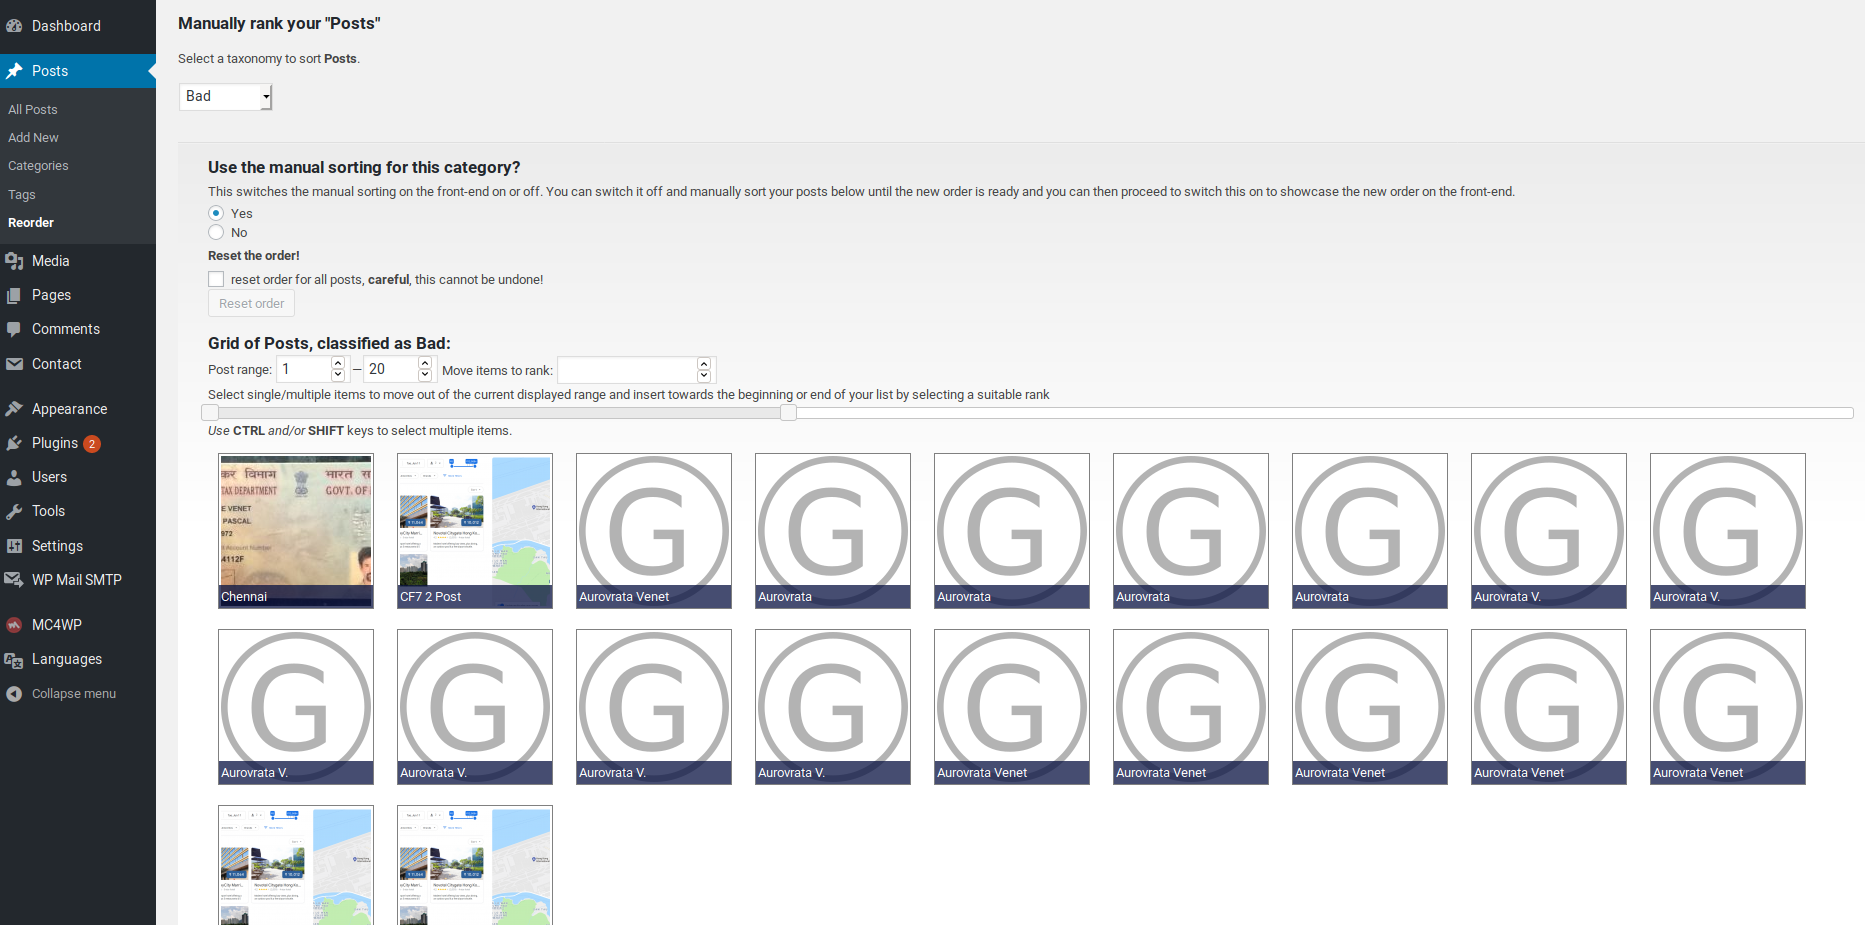 Dashboard
Posts
All Posts
Add New
Categories
Tags
Reorder
Media
Pages
Comments
Contact
Appearance
Plugins 2
Users
Tools
Settings
WP Mail SMTP
MC4WP
Languages
Collapse menu
Manually rank your "Posts"
Select a taxonomy to sort Posts.
Bad
Use the manual sorting for this category?
This switches the manual sorting on the front-end on or off. You can switch it off and manually sort your posts below until the new order is ready and you can then proceed to switch this on to showcase the new order on the front-end.
Yes
No
Reset the order!
reset order for all posts, careful, this cannot be undone!
Reset order
Grid of Posts, classified as Bad:
Post range: 1 — 20 Move items to rank:
Select single/multiple items to move out of the current displayed range and insert towards the beginning or end of your list by selecting a suitable rank
Use CTRL and/or SHIFT keys to select multiple items.
कर विमाग भारत स
TAX DEPARTMENT GOVT. OF
E VENET
PASCAL
972
Account Number
4112F
G G G G G G G
Chennai CF7 2 Post Aurovrata Venet Aurovrata Aurovrata Aurovrata Aurovrata Aurovrata V. Aurovrata V.
G G G G G G G G G
Aurovrata V. Aurovrata V. Aurovrata V. Aurovrata V. Aurovrata Venet Aurovrata Venet Aurovrata Venet Aurovrata Venet Aurovrata Venet